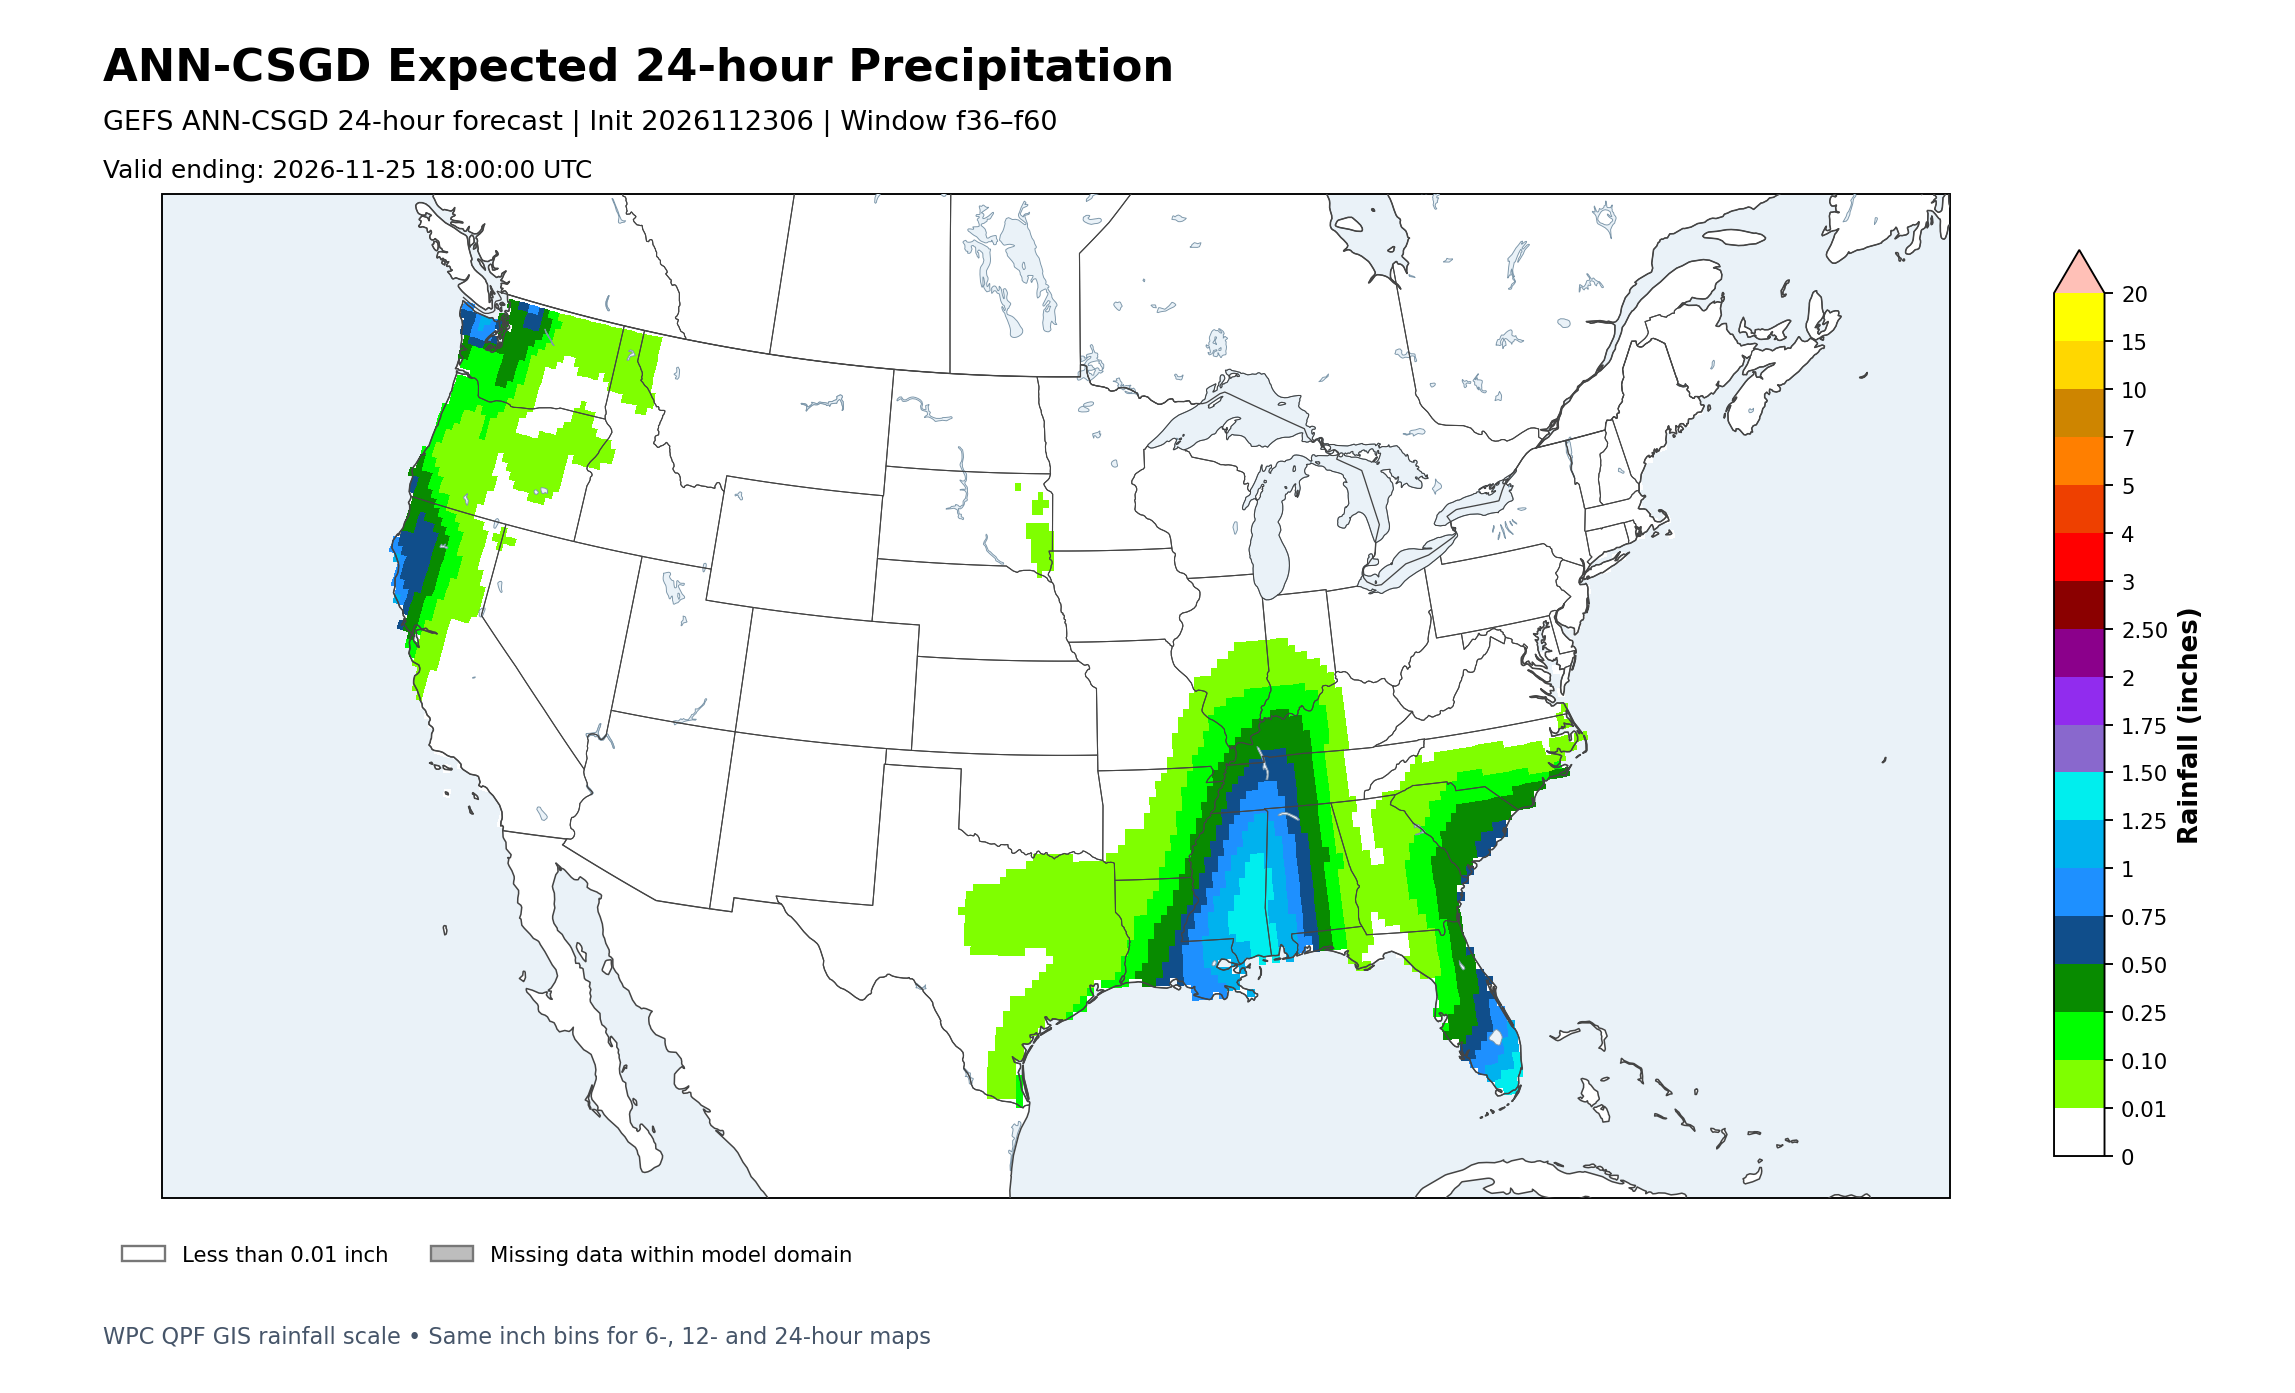 ANN-CSGD Expected 24-hour Precipitation
GEFS ANN-CSGD 24-hour forecast | Init 2026112306 | Window f36–f60
Valid ending: 2026-11-25 18:00:00 UTC
20
15
10
7
5
4
3
2.50
2
1.75
1.50
1.25
1
0.75
0.50
0.25
0.10
0.01
0
Rainfall (inches)
Less than 0.01 inch
Missing data within model domain
WPC QPF GIS rainfall scale • Same inch bins for 6-, 12- and 24-hour maps